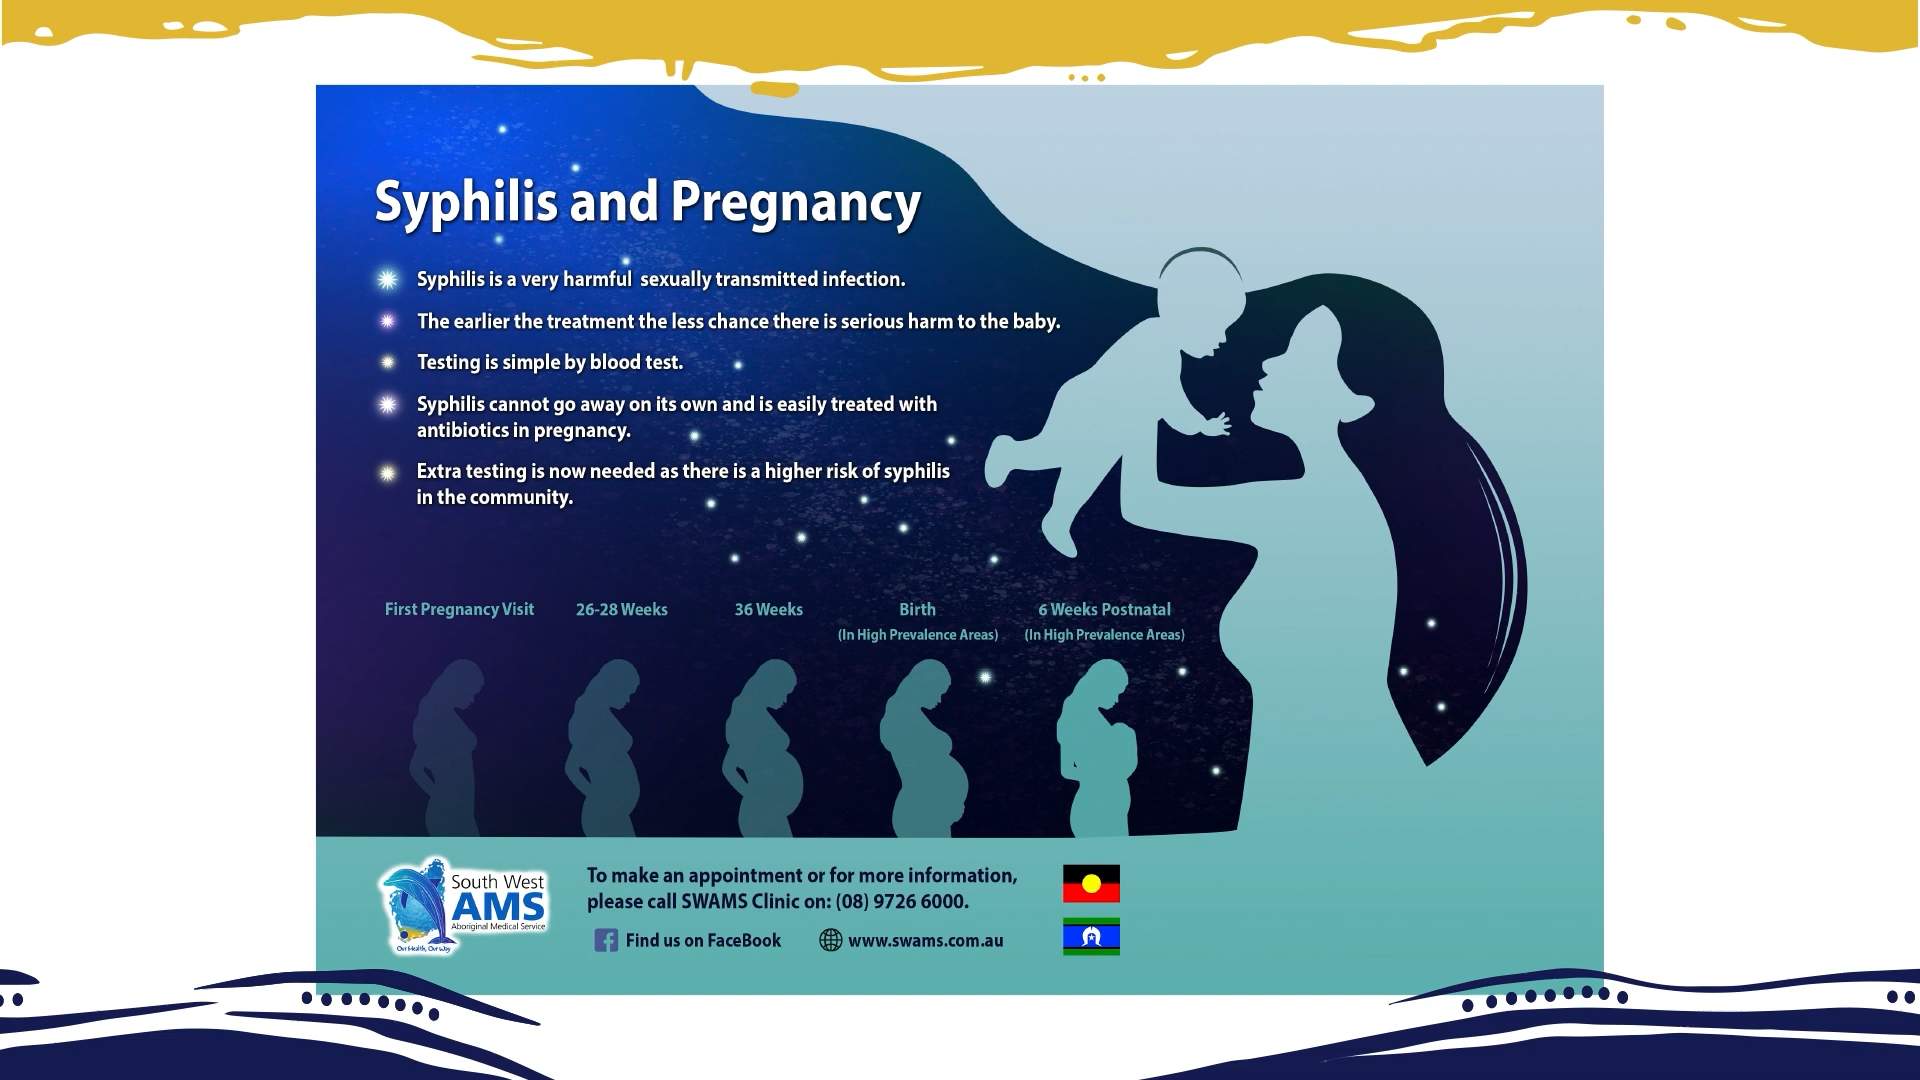 Syphilis and Pregnancy
Syphilis is a very harmful sexually transmitted infection.
The earlier the treatment the less chance there is serious harm to the baby.
Testing is simple by blood test.
Syphilis cannot go away on its own and is easily treated with
antibiotics in pregnancy.
Extra testing is now needed as there is a higher risk of syphilis
in the community.
First Pregnancy Visit
26-28 Weeks
36 Weeks
Birth
(In High Prevalence Areas)
6 Weeks Postnatal
(In High Prevalence Areas)
South West
AMS
Aboriginal Medical Service
Our Health, Our Way
To make an appointment or for more information,
please call SWAMS Clinic on: (08) 9726 6000.
Find us on FaceBook
www.swams.com.au